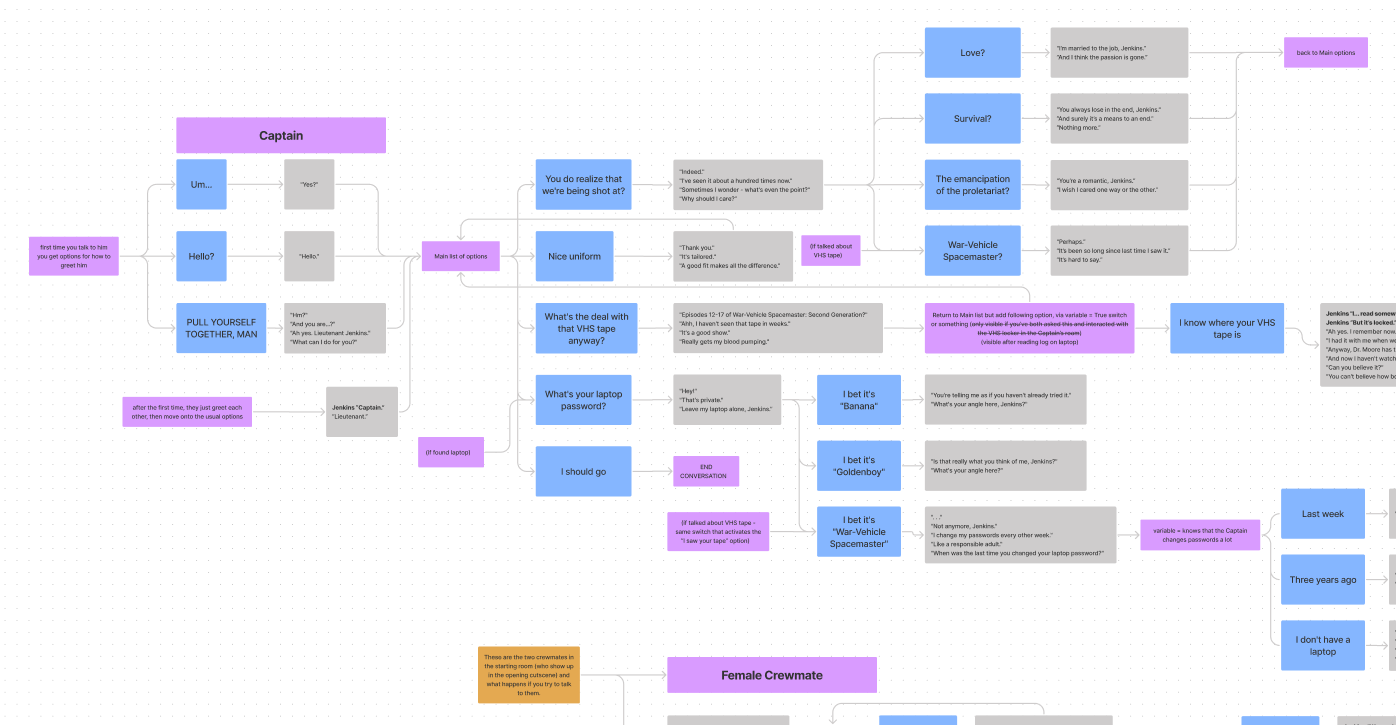 Captain
first time you talk to him
you get options for how to
greet him
Um...
"Yes?"
Hello?
"Hello."
PULL YOURSELF
TOGETHER, MAN
"Hm?"
"And you are...?"
"Ah yes. Lieutenant Jenkins."
"What can I do for you?"
after the first time, they just greet each
other, then move onto the usual options
Jenkins "Captain."
"Lieutenant."
Main list of options
You do realize that
we're being shot at?
"Indeed."
"I've seen it about a hundred times now."
"Sometimes I wonder - what's even the point?"
"Why should I care?"
Love?
"I'm married to the job, Jenkins."
"And I think the passion is gone."
back to Main options
Survival?
"You always lose in the end, Jenkins."
"And surely it's a means to an end."
"Nothing more."
The emancipation
of the proletariat?
"You're a romantic, Jenkins."
"I wish I cared one way or the other."
(If talked about
VHS tape)
War-Vehicle
Spacemaster?
"Perhaps."
"It's been so long since last time I saw it."
"It's hard to say."
Nice uniform
"Thank you."
"It's tailored."
"A good fit makes all the difference."
What's the deal with
that VHS tape
anyway?
"Episodes 12-17 of War-Vehicle Spacemaster: Second Generation?"
"Ahh, I haven't seen that tape in weeks."
"It's a good show."
"Really gets my blood pumping."
Return to Main list but add following option, via variable = True switch
or something (only visible if you've both asked this and interacted with
the VHS locker in the Captain's room)
(visible after reading log on laptop)
I know where your VHS
tape is
Jenkins "I... read somew
Jenkins "But it's locked."
"Ah yes, I remember now.
"I had it with me when we
"Anyway, Dr. Moore has t
"And now I haven't watch
"Can you believe it?"
"You can't believe how bo
(If found laptop)
What's your laptop
password?
"Hey!"
"That's private."
"Leave my laptop alone, Jenkins."
I bet it's
"Banana"
"You're telling me as if you haven't already tried it."
"What's your angle here, Jenkins?"
I bet it's
"Goldenboy"
"Is that really what you think of me, Jenkins?"
"What's your angle here?"
(if talked about VHS tape -
same switch that activates the
"I saw your tape" option)
I bet it's
"War-Vehicle
Spacemaster"
". . ."
"Not anymore, Jenkins."
"I change my passwords every other week."
"Like a responsible adult."
"When was the last time you changed your laptop password?"
variable = knows that the Captain
changes passwords a lot
Last week
Three years ago
I don't have a
laptop
I should go
END
CONVERSATION
These are the two crewmates in
the starting room (who show up
in the opening cutscene) and
what happens if you try to talk
to them.
Female Crewmate